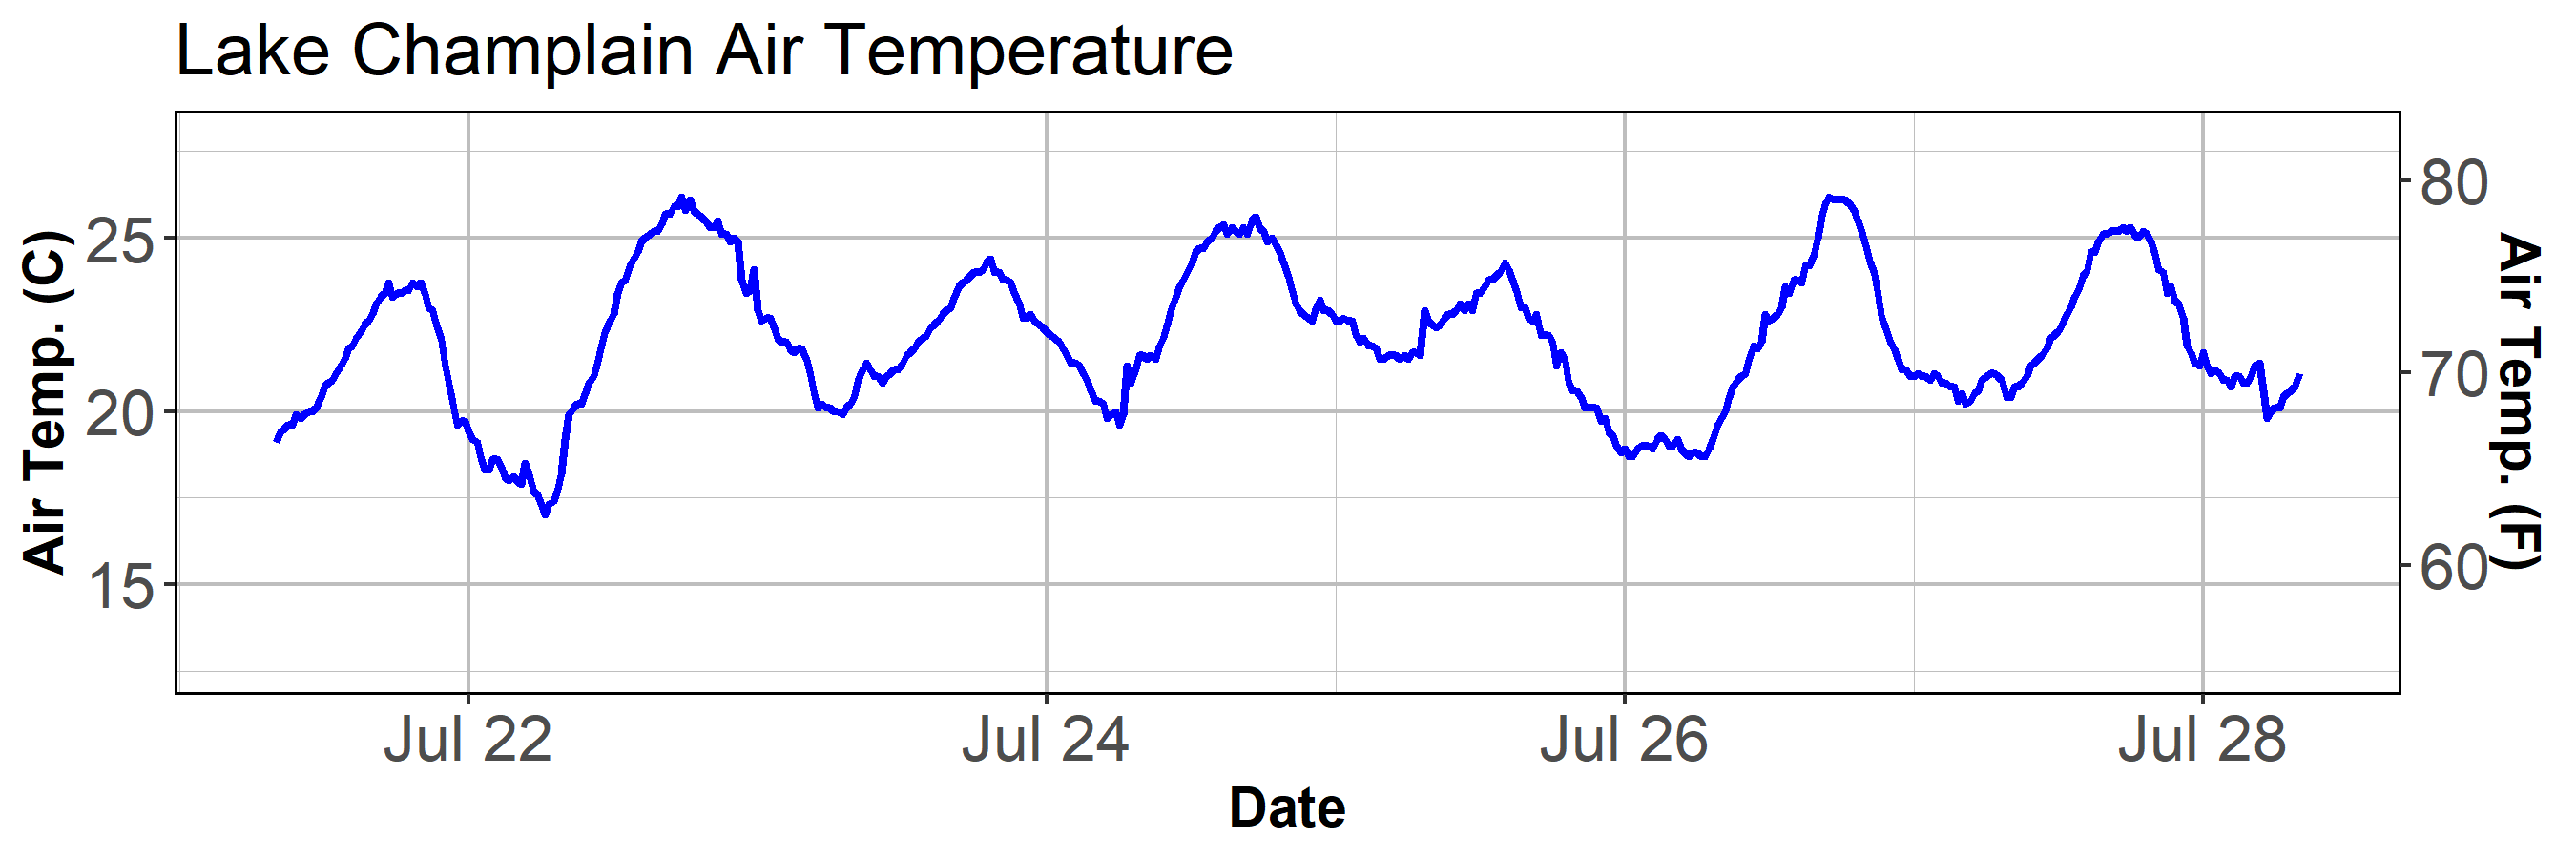 Lake Champlain Air Temperature
Air Temp. (C)
25
20
15
80
70
60
Air Temp. (F)
Jul 22
Jul 24
Jul 26
Jul 28
Date